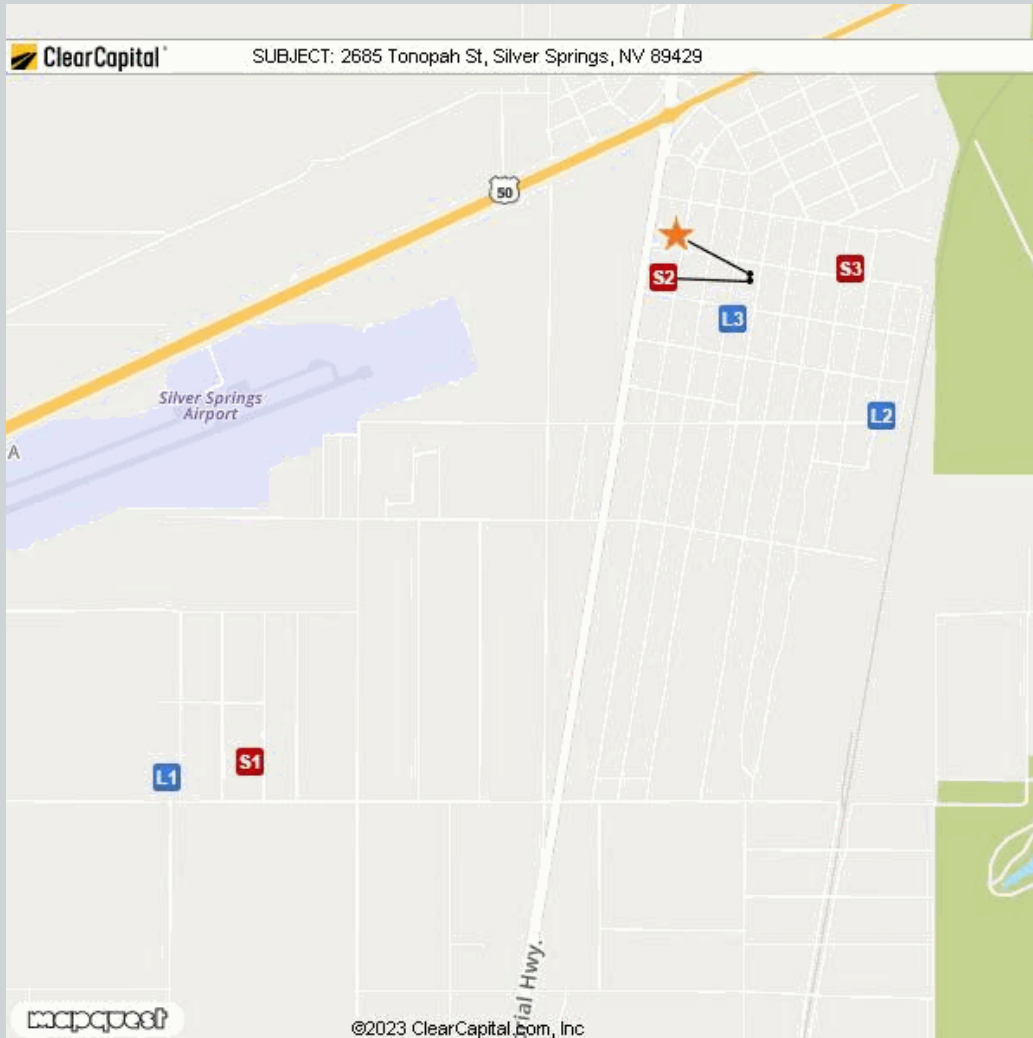 ClearCapital
SUBJECT: 2685 Tonopah St, Silver Springs, NV 89429
50
S2
S3
L3
Silver Springs
Airport
L2
A
S1
L1
rial Hwy.
mapquest
©2023 ClearCapital.com, Inc